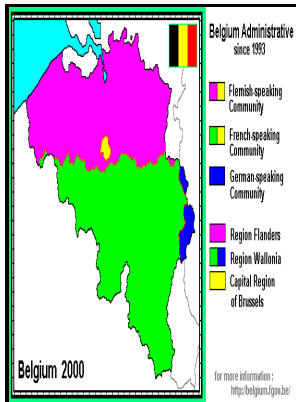 Belgium Administrative
since 1993
Flemish-speaking
Community
French-speaking
Community
German-speaking
Community
Region Flanders
Region Wallonia
Capital Region
of Brussels
Belgium 2000
for more information :
http://belgium.fgov.be/